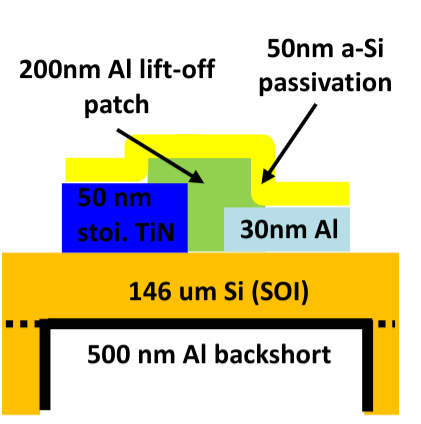 50nm a-Si
passivation
200nm Al lift-off
patch
50 nm
stoi. TiN
30nm Al
146 um Si (SOI)
500 nm Al backshort